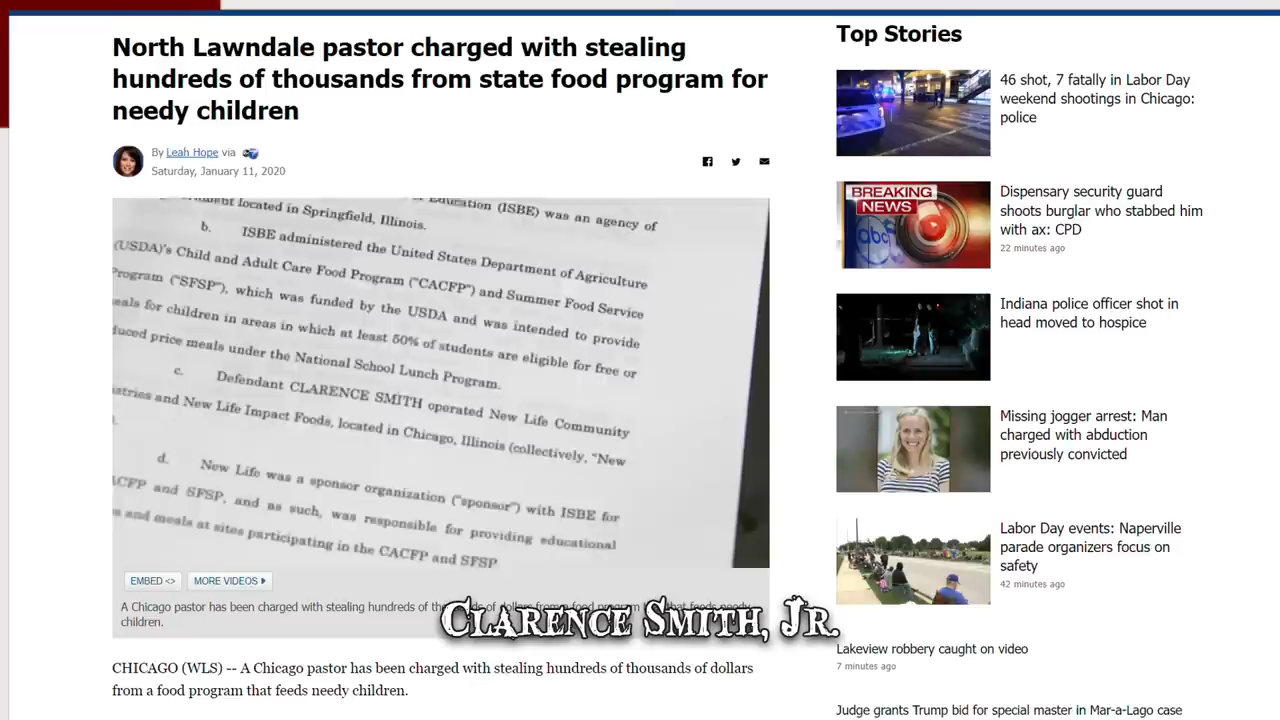 North Lawndale pastor charged with stealing
hundreds of thousands from state food program for
needy children
By Leah Hope via
Saturday, January 11, 2020
Education (ISBE) was an agency of
located in Springfield, Illinois.
b. ISBE administered the United States Department of Agriculture
(USDA)'s Child and Adult Care Food Program ("CACFP") and Summer Food Service
Program ("SFSP"), which was funded by the USDA and was intended to provide
meals for children in areas in which at least 50% of students are eligible for free or
duced price meals under the National School Lunch Program.
c. Defendant CLARENCE SMITH operated New Life Community
stries and New Life Impact Foods, located in Chicago, Illinois (collectively, "New
d. New Life was a sponsor organization ("sponsor") with ISBE for
CACFP and SFSP, and as such, was responsible for providing educational
s and meals at sites participating in the CACFP and SFSP
EMBED <> MORE VIDEOS
A Chicago pastor has been charged with stealing hundreds of
children.
Clarence Smith, Jr.
CHICAGO (WLS) -- A Chicago pastor has been charged with stealing hundreds of thousands of dollars
from a food program that feeds needy children.
Top Stories
46 shot, 7 fatally in Labor Day
weekend shootings in Chicago:
police
BREAKING
NEWS
abc
Dispensary security guard
shoots burglar who stabbed him
with ax: CPD
22 minutes ago
Indiana police officer shot in
head moved to hospice
Missing jogger arrest: Man
charged with abduction
previously convicted
Labor Day events: Naperville
parade organizers focus on
safety
42 minutes ago
Lakeview robbery caught on video
7 minutes ago
Judge grants Trump bid for special master in Mar-a-Lago case